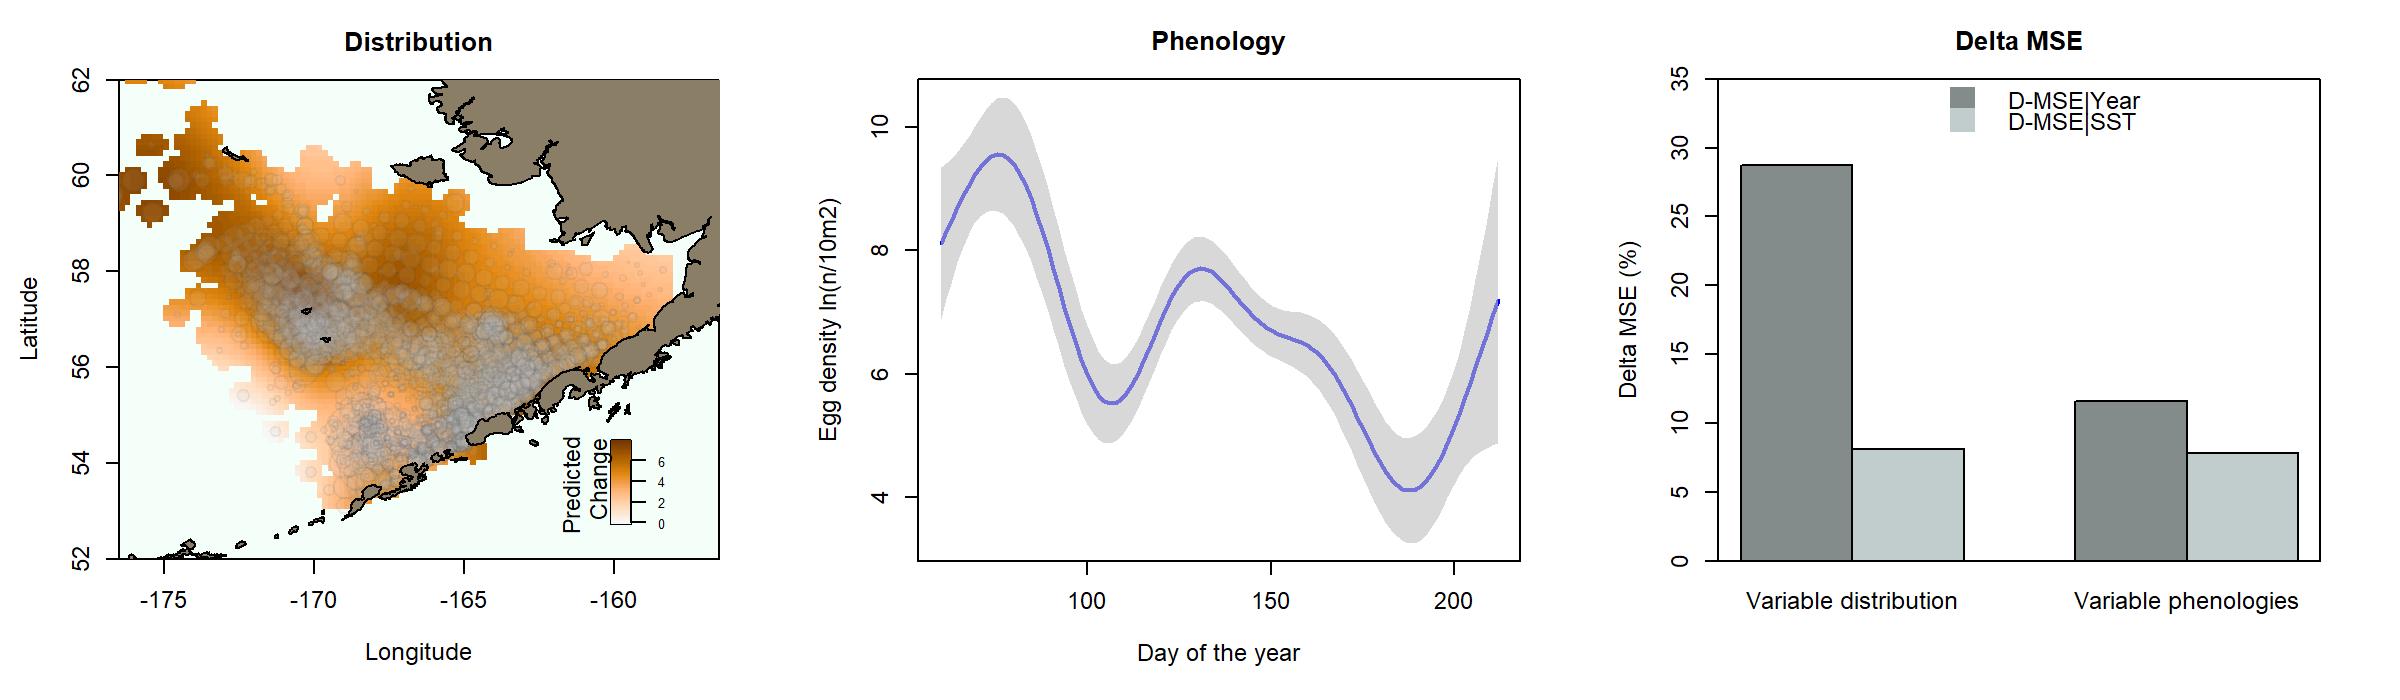 Distribution
62
60
58
56
54
52
Latitude
-175
-170
-165
-160
Longitude
Predicted
Change
6
4
2
0
Phenology
10
8
6
4
Egg density ln(n/10m2)
100
150
200
Day of the year
Delta MSE
35
30
25
20
15
10
5
0
Delta MSE (%)
D-MSE|Year
D-MSE|SST
Variable distribution
Variable phenologies